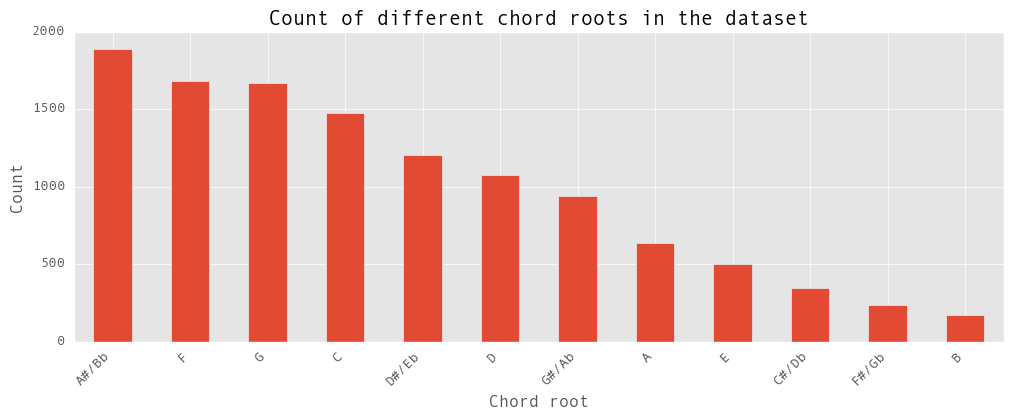 Count of different chord roots in the dataset
2000
1500
1000
500
0
Count
A#/Bb
F
G
C
D#/Eb
D
G#/Ab
A
E
C#/Db
F#/Gb
B
Chord root